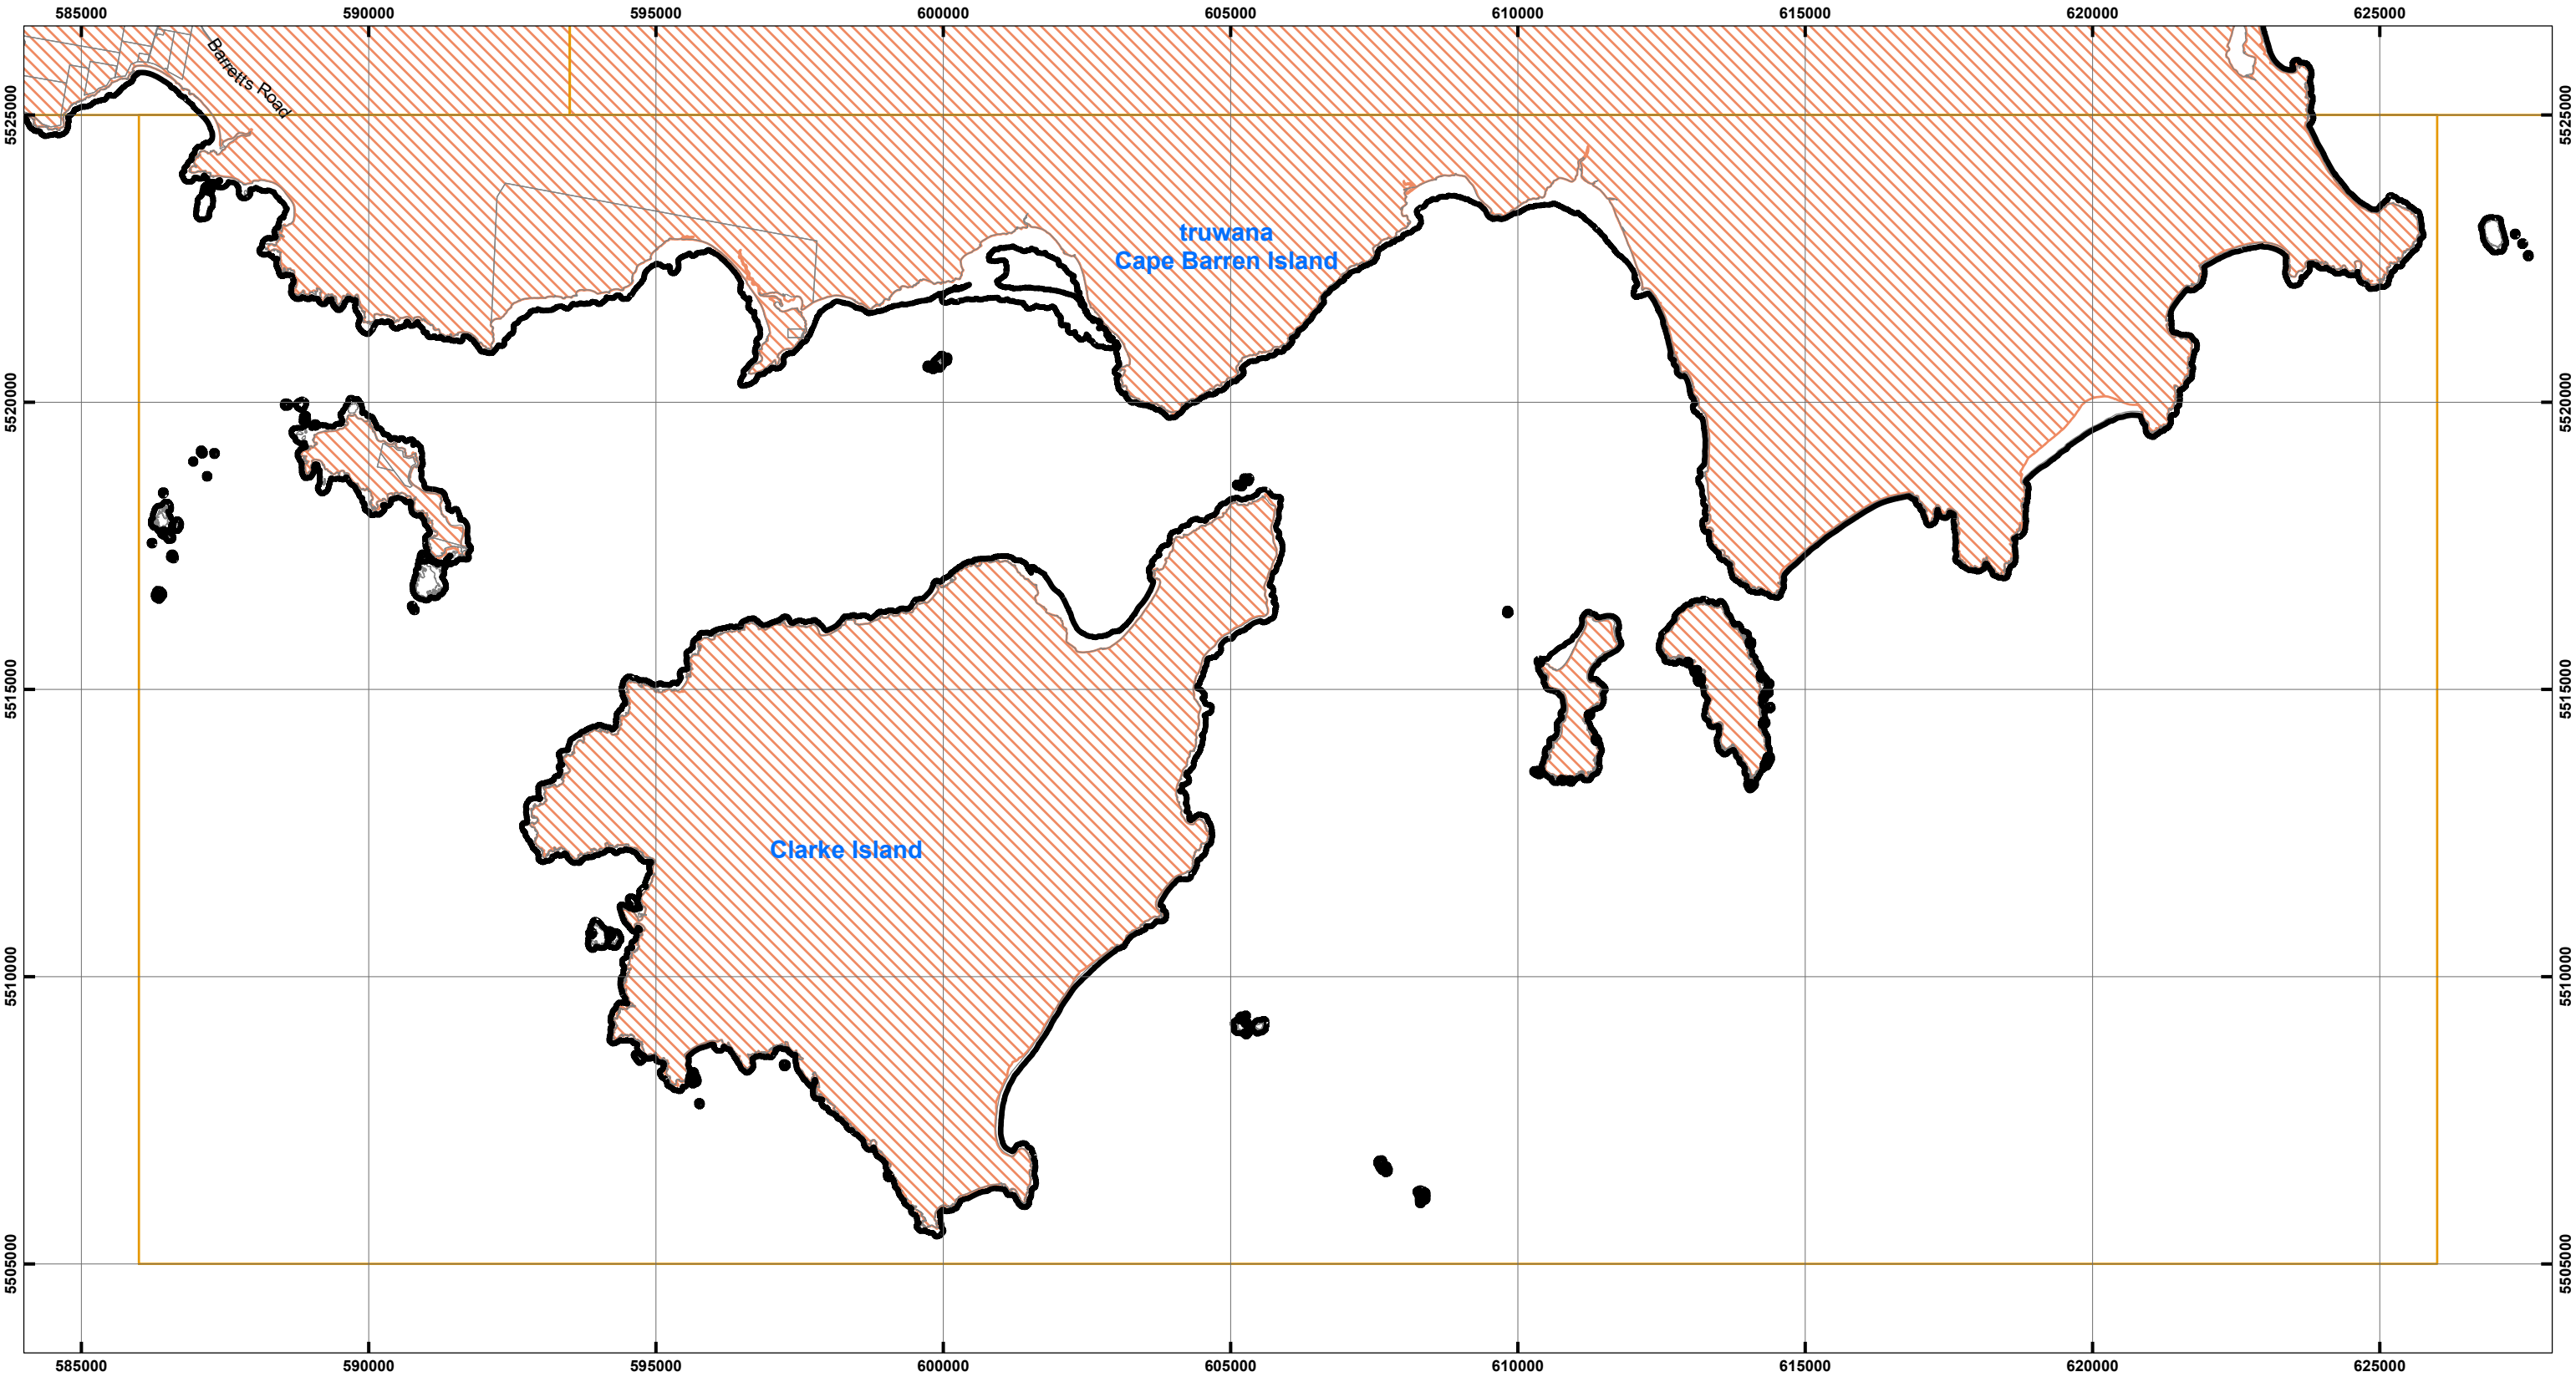 585000 590000 595000 600000 605000 610000 615000 620000 625000
Barretts Road
5525000 5525000
truwana
Cape Barren Island
5520000 5520000
5515000 5515000
Clarke Island
5510000 5510000
5505000 5505000
585000 590000 595000 600000 605000 610000 615000 620000 625000